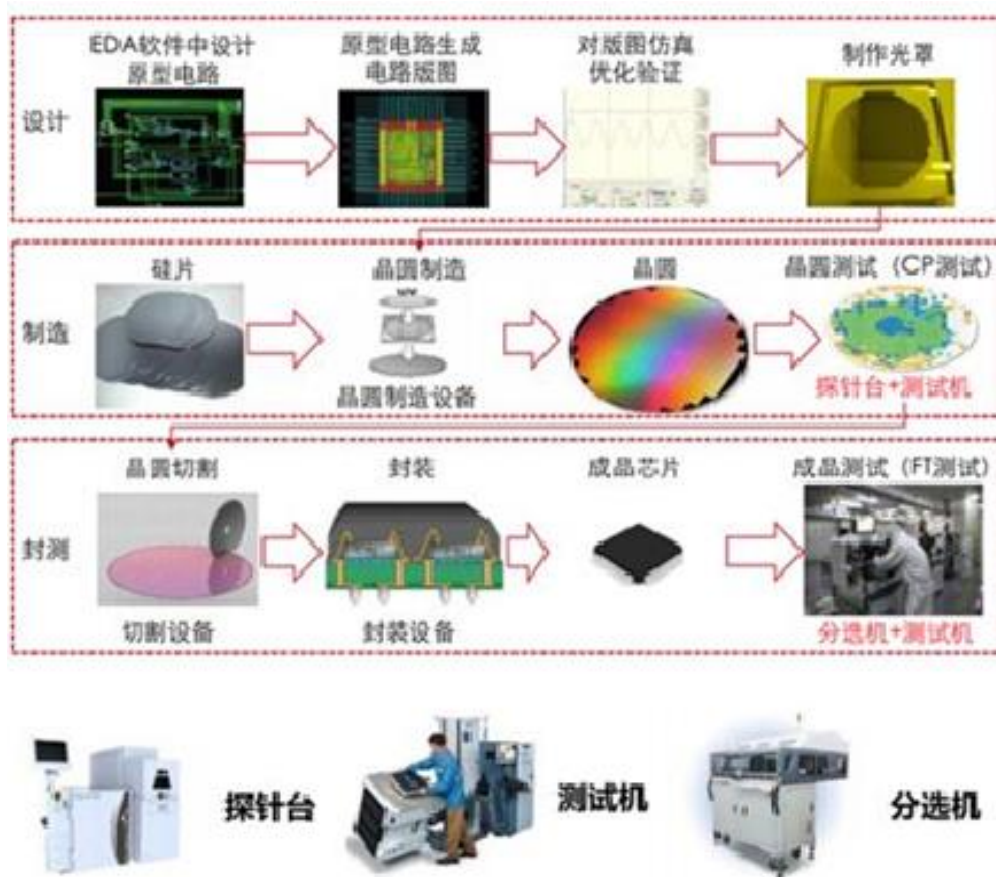 EDA软件中设计
原型电路
原型电路生成
电路版图
对版图仿真
优化验证
制作光罩
设计
硅片
晶圆制造
晶圆
晶圆测试（CP测试）
制造
晶圆制造设备
探针台+测试机
晶圆切割
封装
成品芯片
成品测试（FT测试）
封测
切割设备
封装设备
分选机+测试机
探针台
测试机
分选机